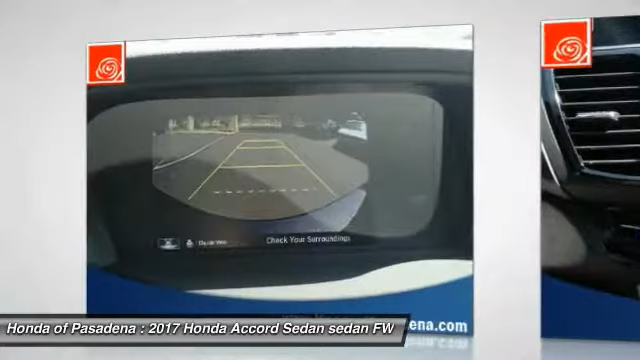 Check Your Surroundings
ena.com
Honda of Pasadena : 2017 Honda Accord Sedan sedan FW